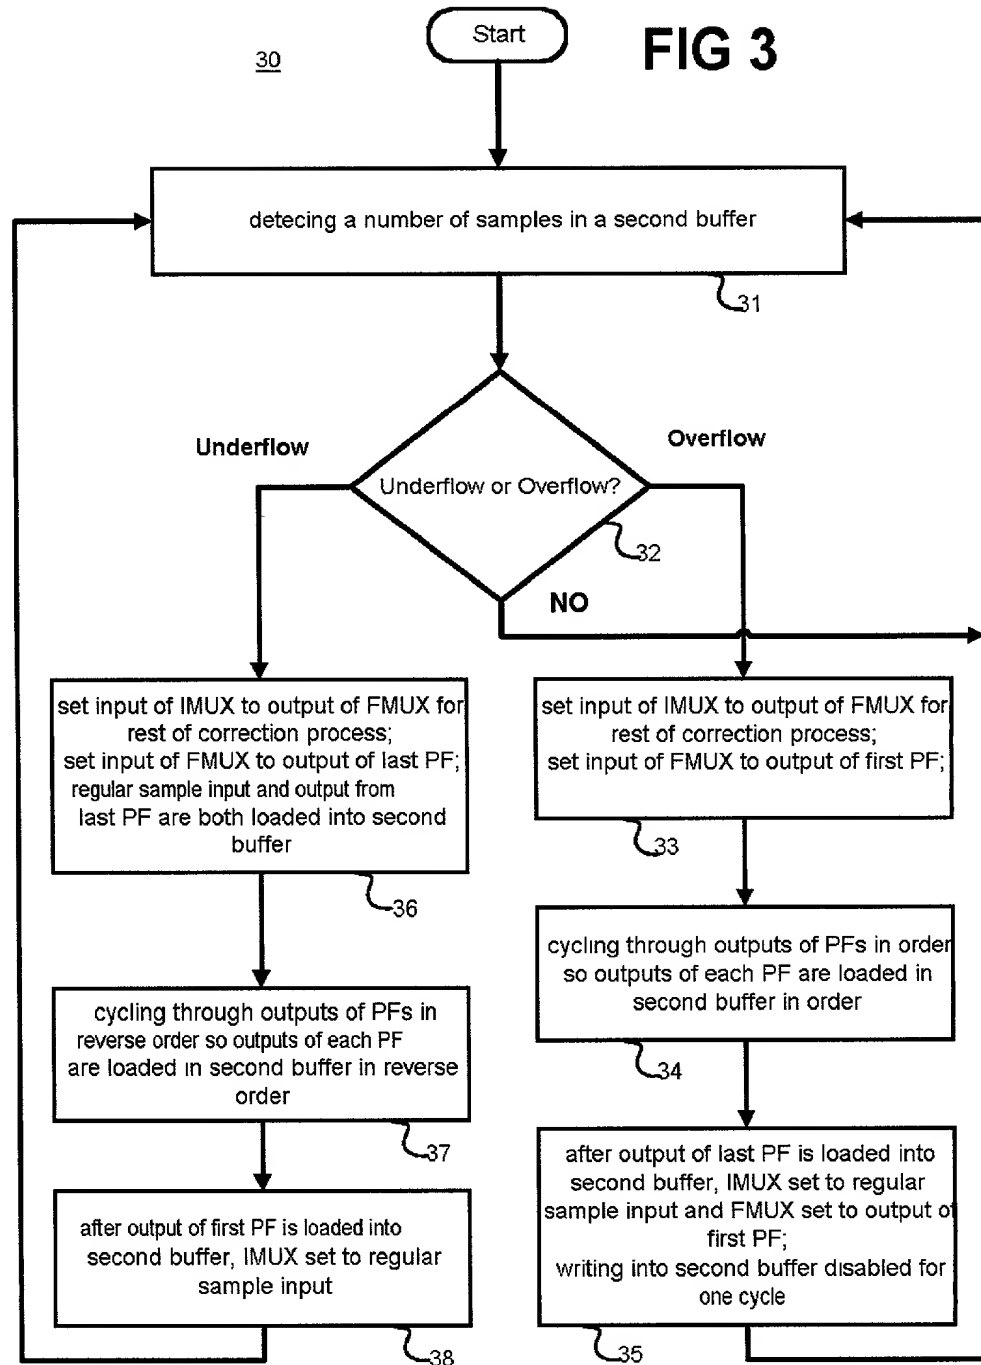 Start
FIG 3
30
detecing a number of samples in a second buffer
31
Underflow
Overflow
Underflow or Overflow?
32
NO
set input of IMUX to output of FMUX for
rest of correction process;
set input of FMUX to output of last PF;
regular sample input and output from
last PF are both loaded into second
buffer
36
set input of IMUX to output of FMUX for
rest of correction process;
set input of FMUX to output of first PF;
33
cycling through outputs of PFs in order
so outputs of each PF are loaded in
second buffer in order
34
cycling through outputs of PFs in
reverse order so outputs of each PF
are loaded in second buffer in reverse
order
37
after output of last PF is loaded into
second buffer, IMUX set to regular
sample input and FMUX set to output of
first PF;
writing into second buffer disabled for
one cycle
35
after output of first PF is loaded into
second buffer, IMUX set to regular
sample input
38